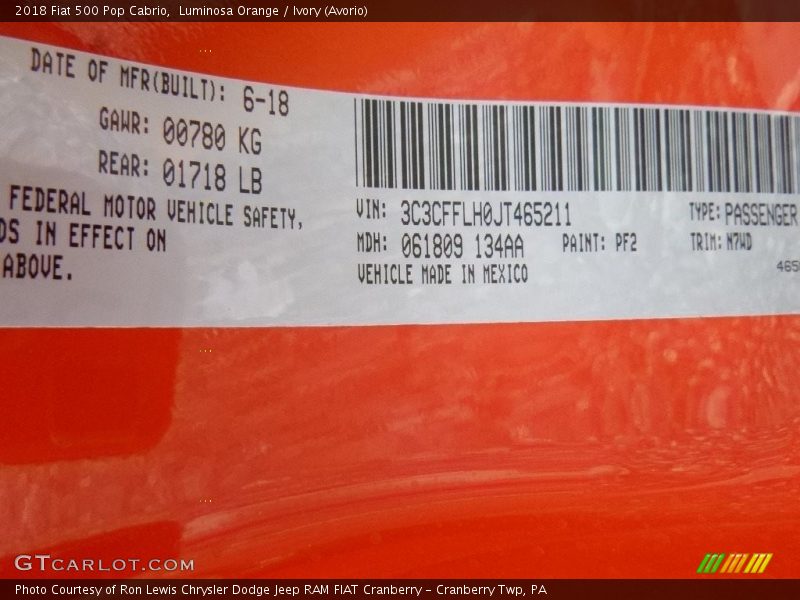 2018 Fiat 500 Pop Cabrio,  Luminosa Orange / Ivory (Avorio)
DATE OF MFR(BUILT): 6-18
GAWR: 00780 KG
REAR: 01718 LB
FEDERAL MOTOR VEHICLE SAFETY,
DS IN EFFECT ON
ABOVE.
VIN: 3C3CFFLH0JT465211 TYPE: PASSENGER
MDH: 061809 134AA PAINT: PF2 TRIM: N7WD
VEHICLE MADE IN MEXICO
465
GTCARLOT.COM
Photo Courtesy of Ron Lewis Chrysler Dodge Jeep RAM FIAT Cranberry – Cranberry Twp, PA